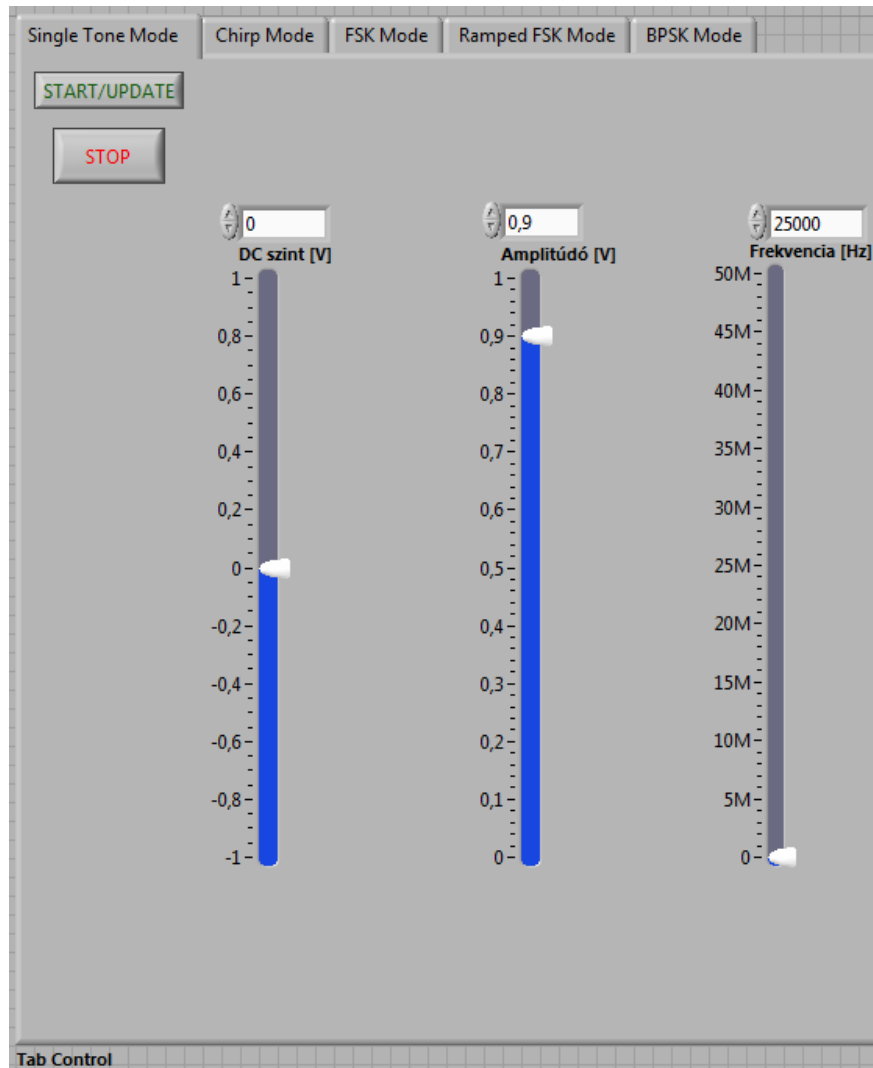 Single Tone Mode Chirp Mode FSK Mode Ramped FSK Mode BPSK Mode
START/UPDATE
STOP
0 0,9 25000
DC szint [V] Amplitúdó [V] Frekvencia [Hz]
1 1 50M
0,8 0,9 45M
0,6 0,8 40M
0,4 0,7 35M
0,2 0,6 30M
0 0,5 25M
-0,2 0,4 20M
-0,4 0,3 15M
-0,6 0,2 10M
-0,8 0,1 5M
-1 0 0
Tab Control